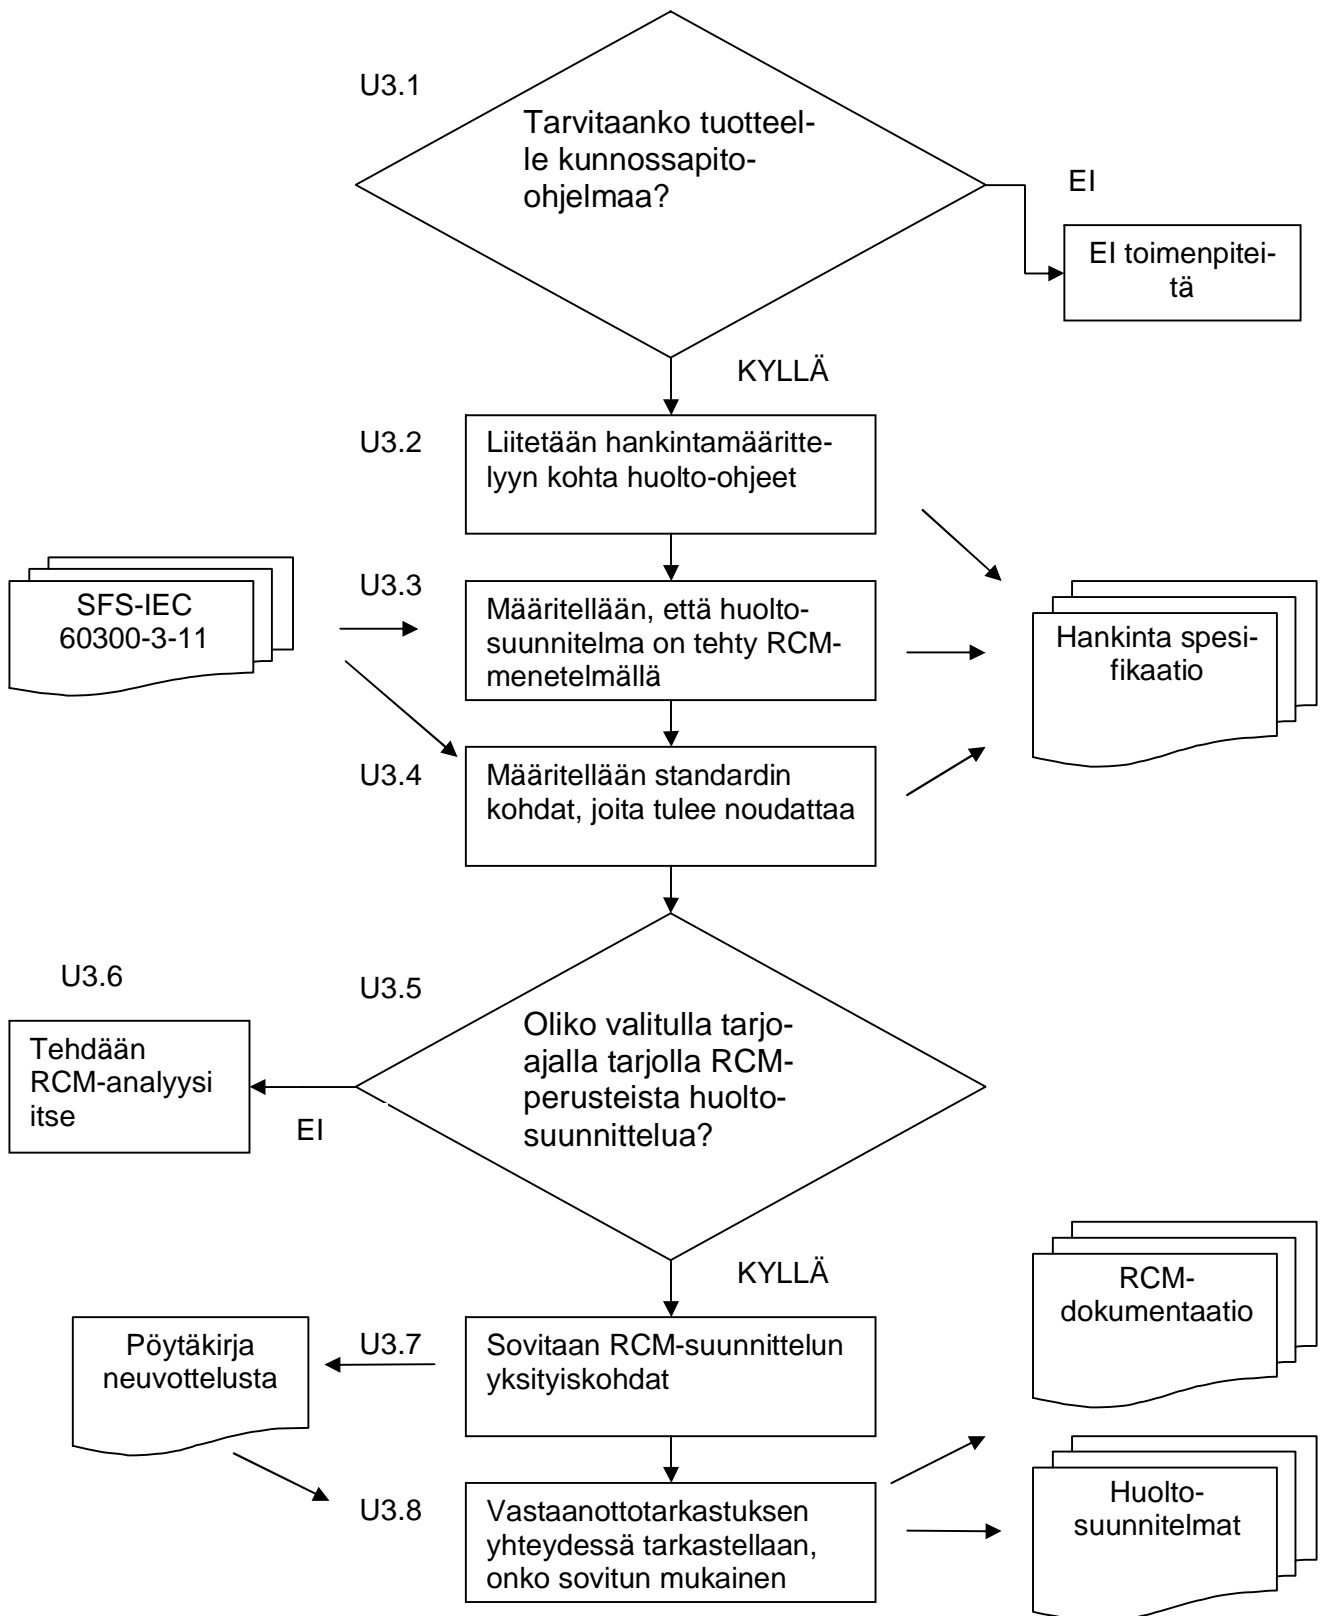 U3.1
Tarvitaanko tuotteel-
le kunnossapito-
ohjelmaa?
EI
EI toimenpitei-
tä
KYLLÄ
U3.2
Liitetään hankintamääritte-
lyyn kohta huolto-ohjeet
SFS-IEC
60300-3-11
U3.3
Määritellään, että huolto-
suunnitelma on tehty RCM-
menetelmällä
Hankinta spesi-
fikaatio
U3.4
Määritellään standardin
kohdat, joita tulee noudattaa
U3.6
Tehdään
RCM-analyysi
itse
EI
U3.5
Oliko valitulla tarjo-
ajalla tarjolla RCM-
perusteista huolto-
suunnittelua?
KYLLÄ
RCM-
dokumentaatio
Pöytäkirja
neuvottelusta
U3.7
Sovitaan RCM-suunnittelun
yksityiskohdat
U3.8
Vastaanottotarkastuksen
yhteydessä tarkastellaan,
onko sovitun mukainen
Huolto-
suunnitelmat